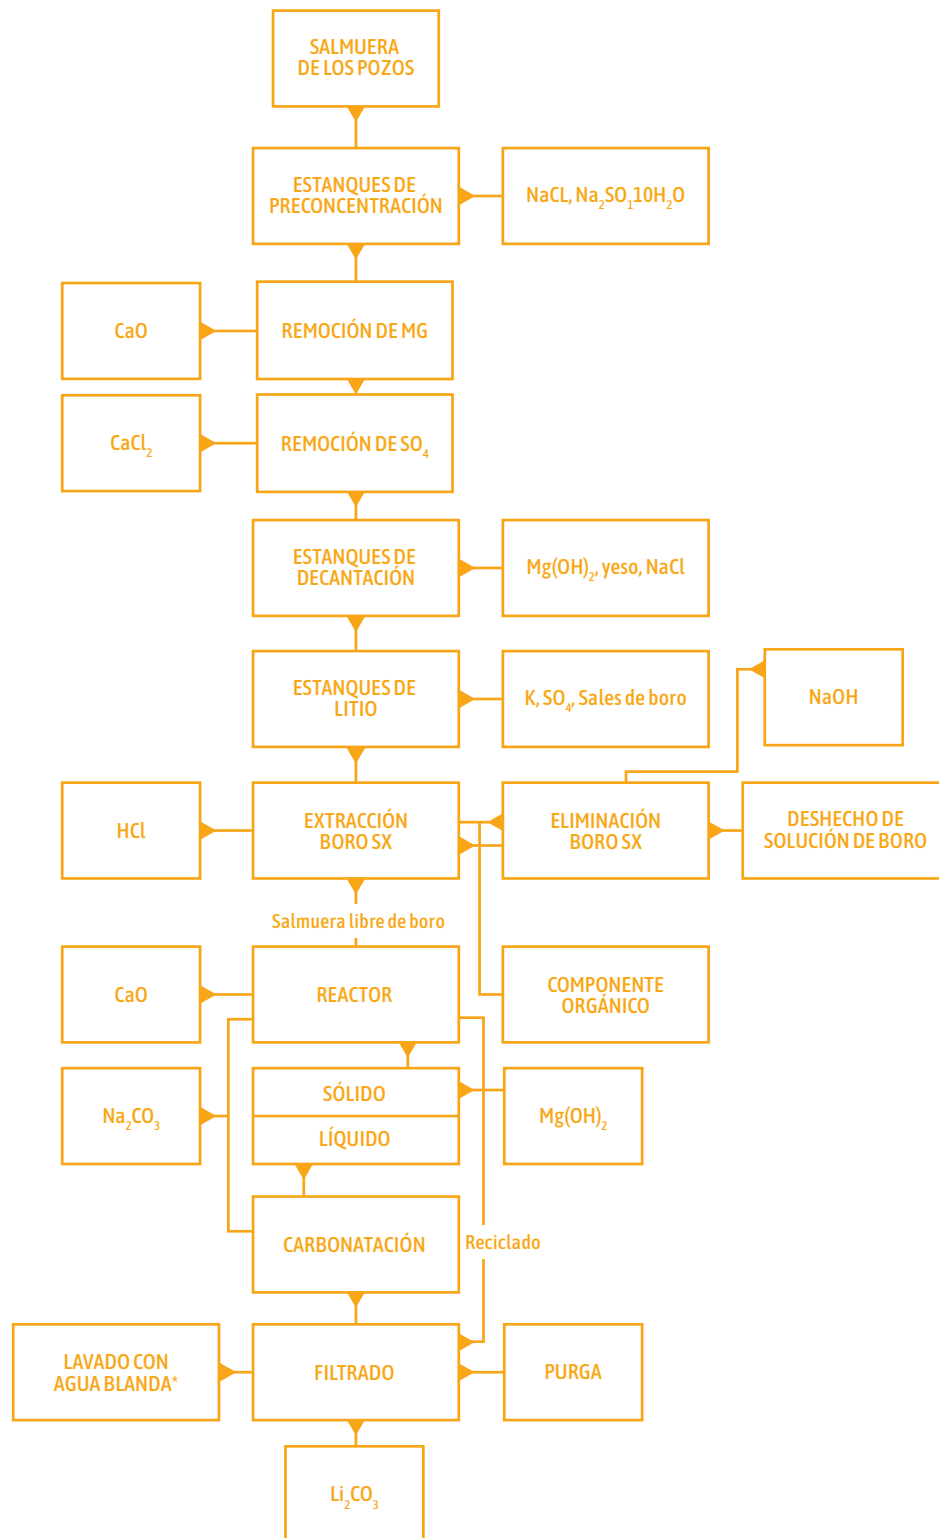 SALMUERA
DE LOS POZOS
ESTANQUES DE
PRECONCENTRACIÓN
NaCL, Na₂SO₁10H₂O
CaO
REMOCIÓN DE MG
CaCl₂
REMOCIÓN DE SO₄
ESTANQUES DE
DECANTACIÓN
Mg(OH)₂, yeso, NaCl
ESTANQUES DE
LITIO
K, SO₄, Sales de boro
NaOH
HCl
EXTRACCIÓN
BORO SX
ELIMINACIÓN
BORO SX
DESHECHO DE
SOLUCIÓN DE BORO
Salmuera libre de boro
CaO
REACTOR
COMPONENTE
ORGÁNICO
Na₂CO₃
SÓLIDO
LÍQUIDO
Mg(OH)₂
CARBONATACIÓN
Reciclado
LAVADO CON
AGUA BLANDA*
FILTRADO
PURGA
Li₂CO₃